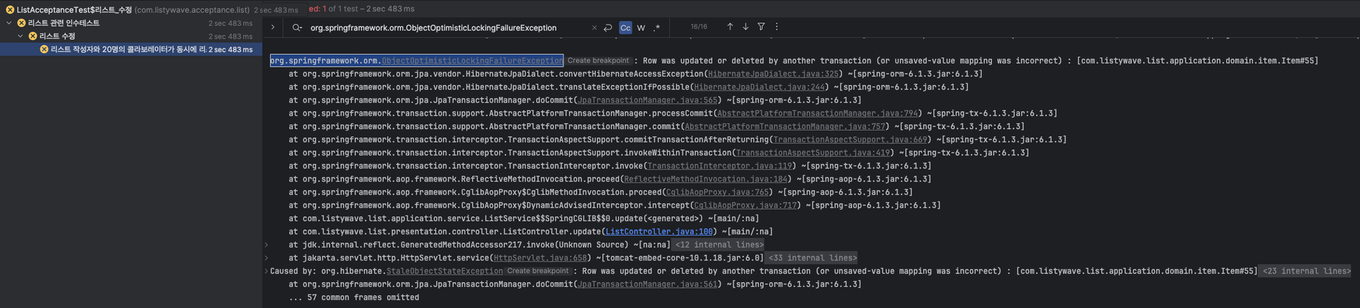 ListAcceptanceTest$리스트_수정 (com.listywave.acceptance.list) 2 sec 483 ms
리스트 관련 인수테스트 2 sec 483 ms
리스트 수정 2 sec 483 ms
리스트 작성자와 20명의 콜라보레이터가 동시에 리. 2 sec 483 ms
ed: 1 of 1 test – 2 sec 483 ms
org.springframework.orm.ObjectOptimisticLockingFailureException × Cc W .* 16/16
org.springframework.orm.ObjectOptimisticLockingFailureException Create breakpoint : Row was updated or deleted by another transaction (or unsaved-value mapping was incorrect) : [com.listywave.list.application.domain.item.Item#55]
at org.springframework.orm.jpa.vendor.HibernateJpaDialect.convertHibernateAccessException(HibernateJpaDialect.java:325) ~[spring-orm-6.1.3.jar:6.1.3]
at org.springframework.orm.jpa.vendor.HibernateJpaDialect.translateExceptionIfPossible(HibernateJpaDialect.java:244) ~[spring-orm-6.1.3.jar:6.1.3]
at org.springframework.orm.jpa.JpaTransactionManager.doCommit(JpaTransactionManager.java:565) ~[spring-orm-6.1.3.jar:6.1.3]
at org.springframework.transaction.support.AbstractPlatformTransactionManager.processCommit(AbstractPlatformTransactionManager.java:794) ~[spring-tx-6.1.3.jar:6.1.3]
at org.springframework.transaction.support.AbstractPlatformTransactionManager.commit(AbstractPlatformTransactionManager.java:757) ~[spring-tx-6.1.3.jar:6.1.3]
at org.springframework.transaction.interceptor.TransactionAspectSupport.commitTransactionAfterReturning(TransactionAspectSupport.java:669) ~[spring-tx-6.1.3.jar:6.1.3]
at org.springframework.transaction.interceptor.TransactionAspectSupport.invokeWithinTransaction(TransactionAspectSupport.java:419) ~[spring-tx-6.1.3.jar:6.1.3]
at org.springframework.transaction.interceptor.TransactionInterceptor.invoke(TransactionInterceptor.java:119) ~[spring-tx-6.1.3.jar:6.1.3]
at org.springframework.aop.framework.ReflectiveMethodInvocation.proceed(ReflectiveMethodInvocation.java:184) ~[spring-aop-6.1.3.jar:6.1.3]
at org.springframework.aop.framework.CglibAopProxy$CglibMethodInvocation.proceed(CglibAopProxy.java:765) ~[spring-aop-6.1.3.jar:6.1.3]
at org.springframework.aop.framework.CglibAopProxy$DynamicAdvisedInterceptor.intercept(CglibAopProxy.java:717) ~[spring-aop-6.1.3.jar:6.1.3]
at com.listywave.list.application.service.ListService$$SpringCGLIB$$0.update(<generated>) ~[main/:na]
at com.listywave.list.presentation.controller.ListController.update(ListController.java:100) ~[main/:na]
at jdk.internal.reflect.GeneratedMethodAccessor217.invoke(Unknown Source) ~[na:na] <12 internal lines>
at jakarta.servlet.http.HttpServlet.service(HttpServlet.java:658) ~[tomcat-embed-core-10.1.18.jar:6.0] <33 internal lines>
Caused by: org.hibernate.StaleObjectStateException Create breakpoint : Row was updated or deleted by another transaction (or unsaved-value mapping was incorrect) : [com.listywave.list.application.domain.item.Item#55] <23 internal lines>
at org.springframework.orm.jpa.JpaTransactionManager.doCommit(JpaTransactionManager.java:561) ~[spring-orm-6.1.3.jar:6.1.3]
... 57 common frames omitted